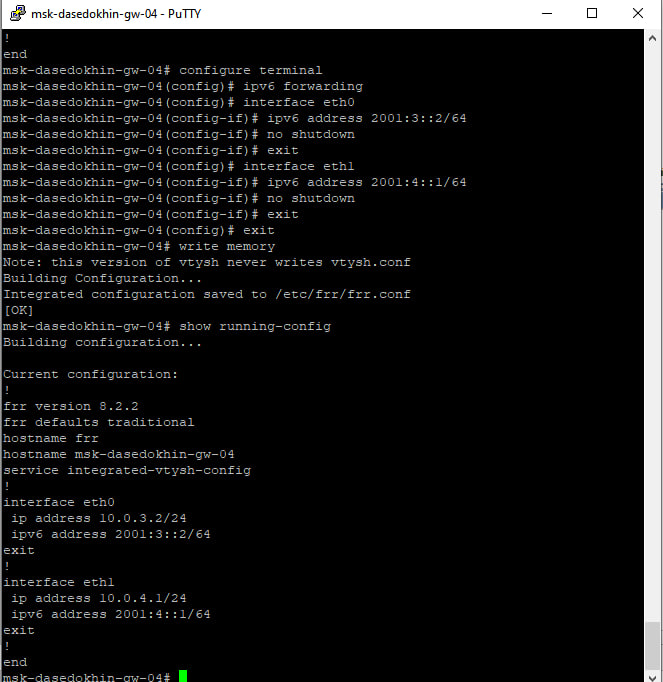 msk-dasedokhin-gw-04 - PuTTY
!
end
msk-dasedokhin-gw-04# configure terminal
msk-dasedokhin-gw-04(config)# ipv6 forwarding
msk-dasedokhin-gw-04(config)# interface eth0
msk-dasedokhin-gw-04(config-if)# ipv6 address 2001:3::2/64
msk-dasedokhin-gw-04(config-if)# no shutdown
msk-dasedokhin-gw-04(config-if)# exit
msk-dasedokhin-gw-04(config)# interface eth1
msk-dasedokhin-gw-04(config-if)# ipv6 address 2001:4::1/64
msk-dasedokhin-gw-04(config-if)# no shutdown
msk-dasedokhin-gw-04(config-if)# exit
msk-dasedokhin-gw-04(config)# exit
msk-dasedokhin-gw-04# write memory
Note: this version of vtysh never writes vtysh.conf
Building Configuration...
Integrated configuration saved to /etc/frr/frr.conf
[OK]
msk-dasedokhin-gw-04# show running-config
Building configuration...

Current configuration:
!
frr version 8.2.2
frr defaults traditional
hostname frr
hostname msk-dasedokhin-gw-04
service integrated-vtysh-config
!
interface eth0
 ip address 10.0.3.2/24
 ipv6 address 2001:3::2/64
exit
!
interface eth1
 ip address 10.0.4.1/24
 ipv6 address 2001:4::1/64
exit
!
end
msk-dasedokhin-gw-04#